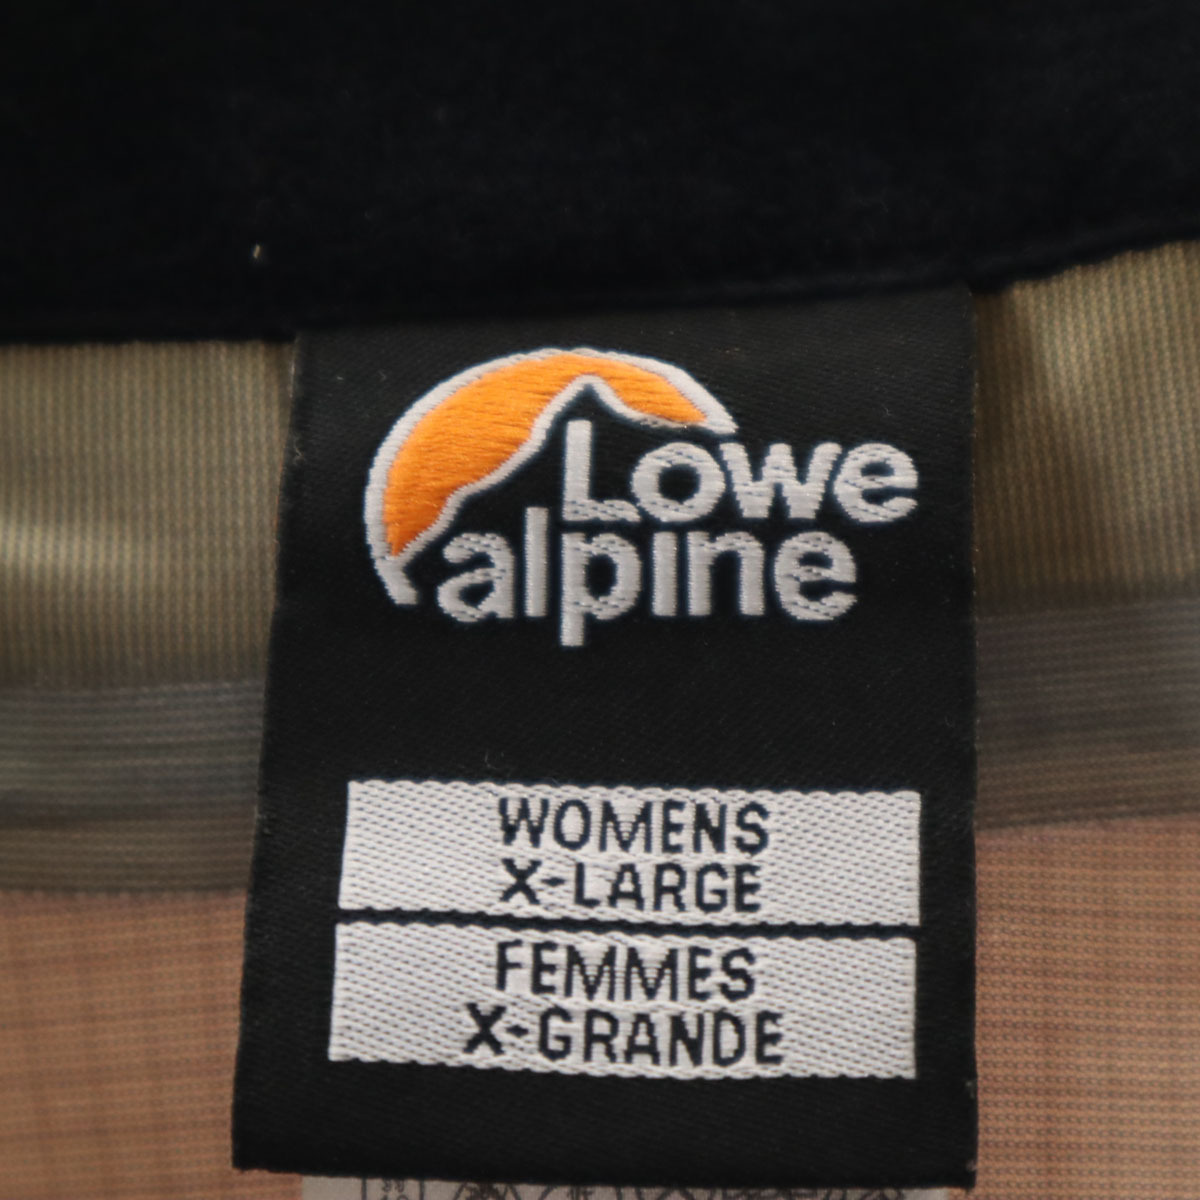 Lowe
alpine
WOMENS
X-LARGE
FEMMES
X-GRANDE